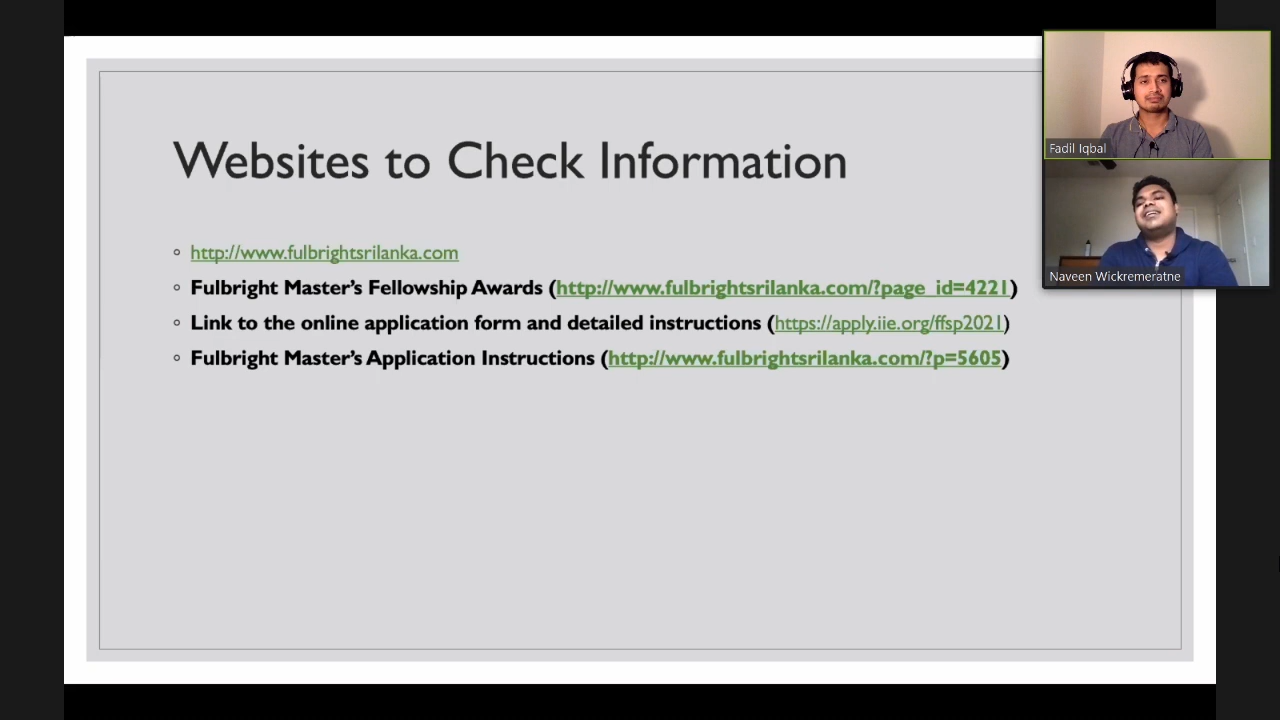 Websites to Check Information
http://www.fulbrightsrilanka.com
Fulbright Master's Fellowship Awards (http://www.fulbrightsrilanka.com/?page_id=4221)
Link to the online application form and detailed instructions (https://apply.iie.org/ffsp2021)
Fulbright Master's Application Instructions (http://www.fulbrightsrilanka.com/?p=5605)
Fadil Iqbal
Naveen Wickremeratne